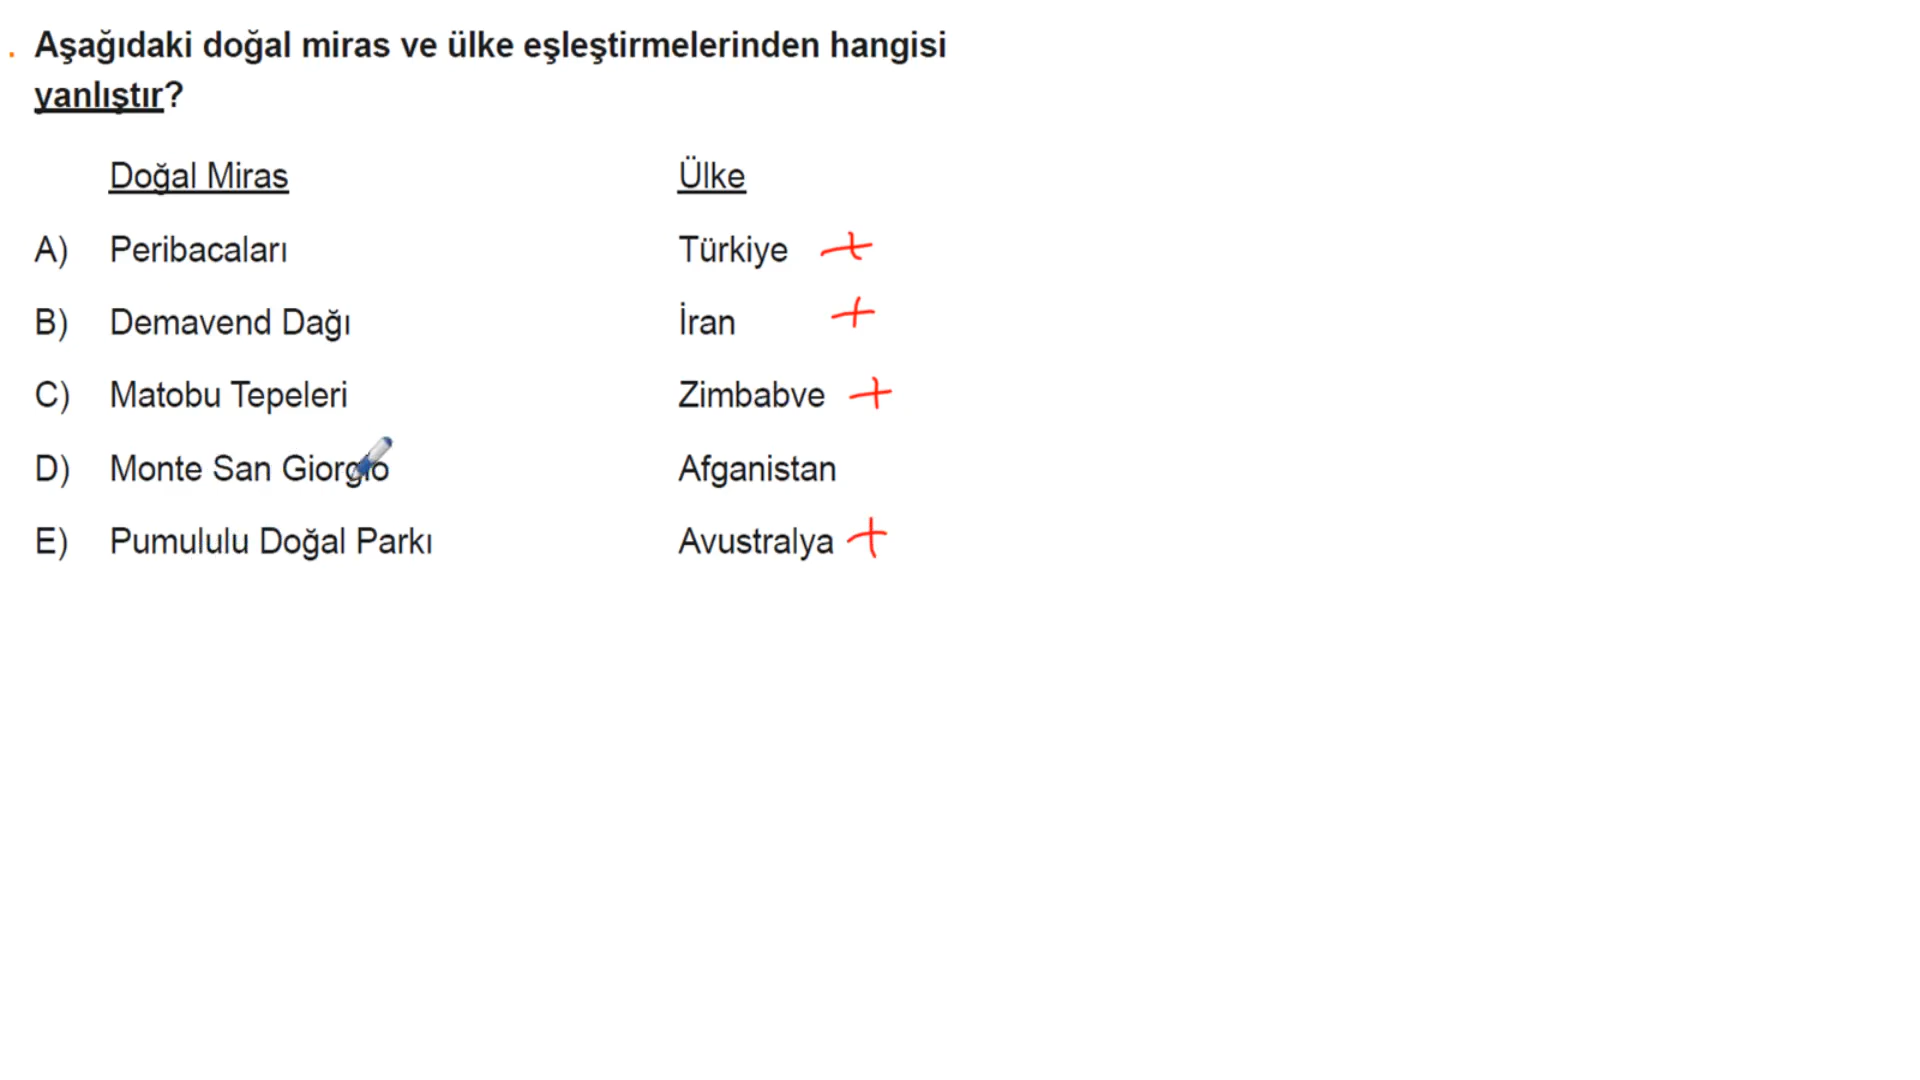 . Aşağıdaki doğal miras ve ülke eşleştirmelerinden hangisi
yanlıştır?
Doğal Miras Ülke
A) Peribacaları Türkiye +
B) Demavend Dağı İran +
C) Matobu Tepeleri Zimbabve +
D) Monte San Giorgio Afganistan
E) Pumululu Doğal Parkı Avustralya +